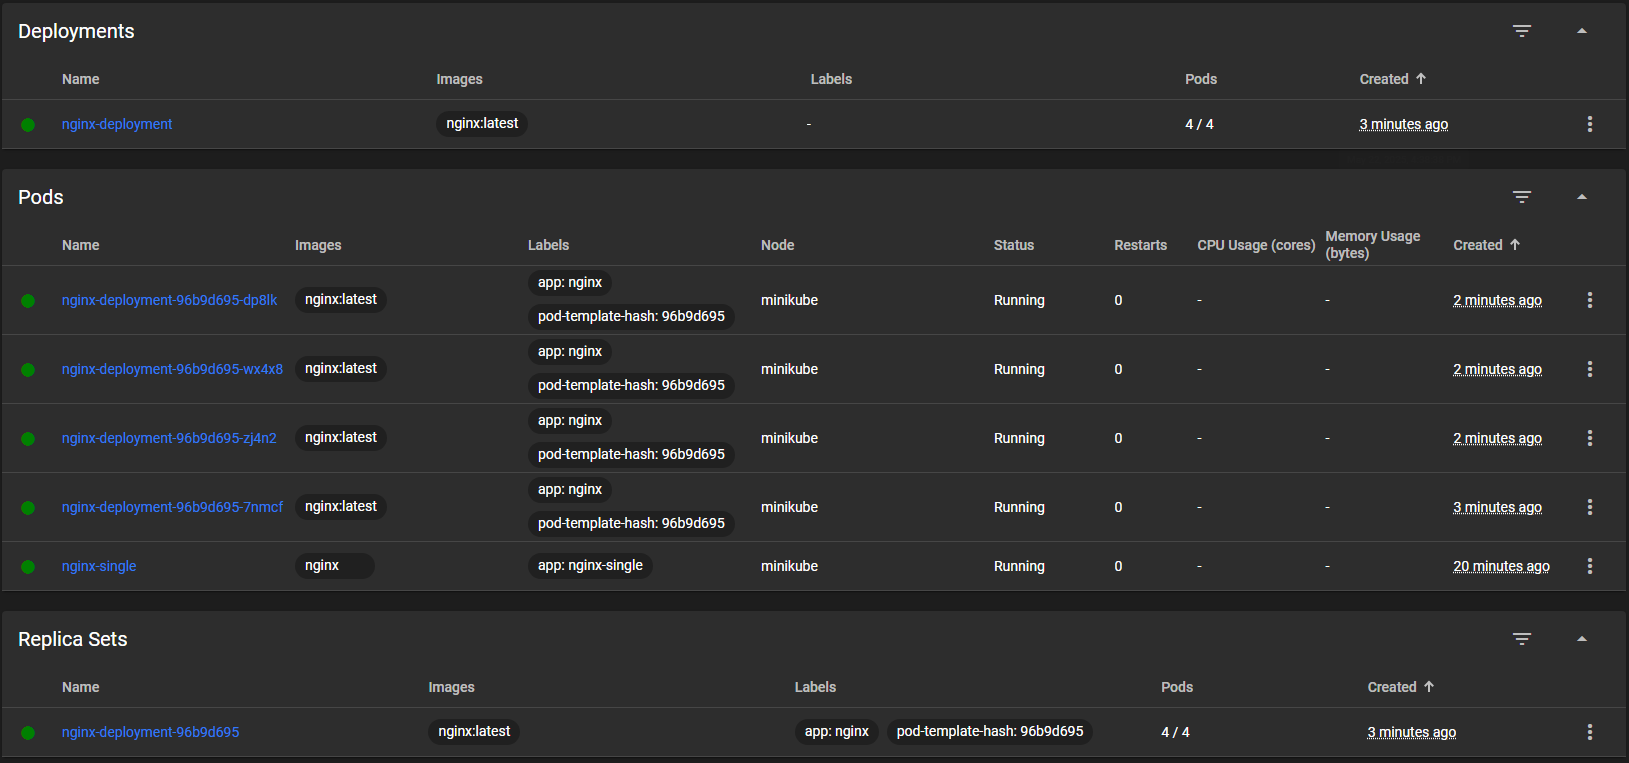 Deployments
Name Images Labels Pods Created
nginx-deployment nginx:latest - 4 / 4 3 minutes ago
Pods
Name Images Labels Node Status Restarts CPU Usage (cores) Memory Usage (bytes) Created
nginx-deployment-96b9d695-dp8lk nginx:latest app: nginx minikube Running 0 - - 2 minutes ago
pod-template-hash: 96b9d695
nginx-deployment-96b9d695-wx4x8 nginx:latest app: nginx minikube Running 0 - - 2 minutes ago
pod-template-hash: 96b9d695
nginx-deployment-96b9d695-zj4n2 nginx:latest app: nginx minikube Running 0 - - 2 minutes ago
pod-template-hash: 96b9d695
nginx-deployment-96b9d695-7nmcf nginx:latest app: nginx minikube Running 0 - - 3 minutes ago
pod-template-hash: 96b9d695
nginx-single nginx app: nginx-single minikube Running 0 - - 20 minutes ago
Replica Sets
Name Images Labels Pods Created
nginx-deployment-96b9d695 nginx:latest app: nginx pod-template-hash: 96b9d695 4 / 4 3 minutes ago